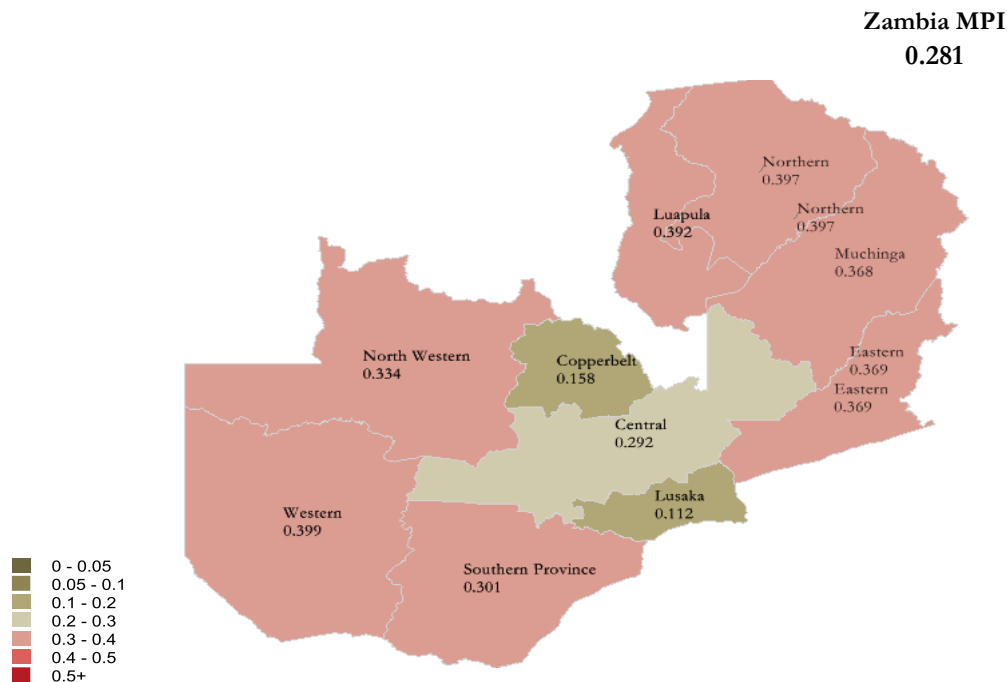 Zambia MPI
0.281
Northern
0.397
Northern
0.397
Luapula
0.392
Muchinga
0.368
North Western
0.334
Copperbelt
0.158
Eastern
0.369
Eastern
0.369
Central
0.292
Lusaka
0.112
Western
0.399
Southern Province
0.301
0 - 0.05
0.05 - 0.1
0.1 - 0.2
0.2 - 0.3
0.3 - 0.4
0.4 - 0.5
0.5+